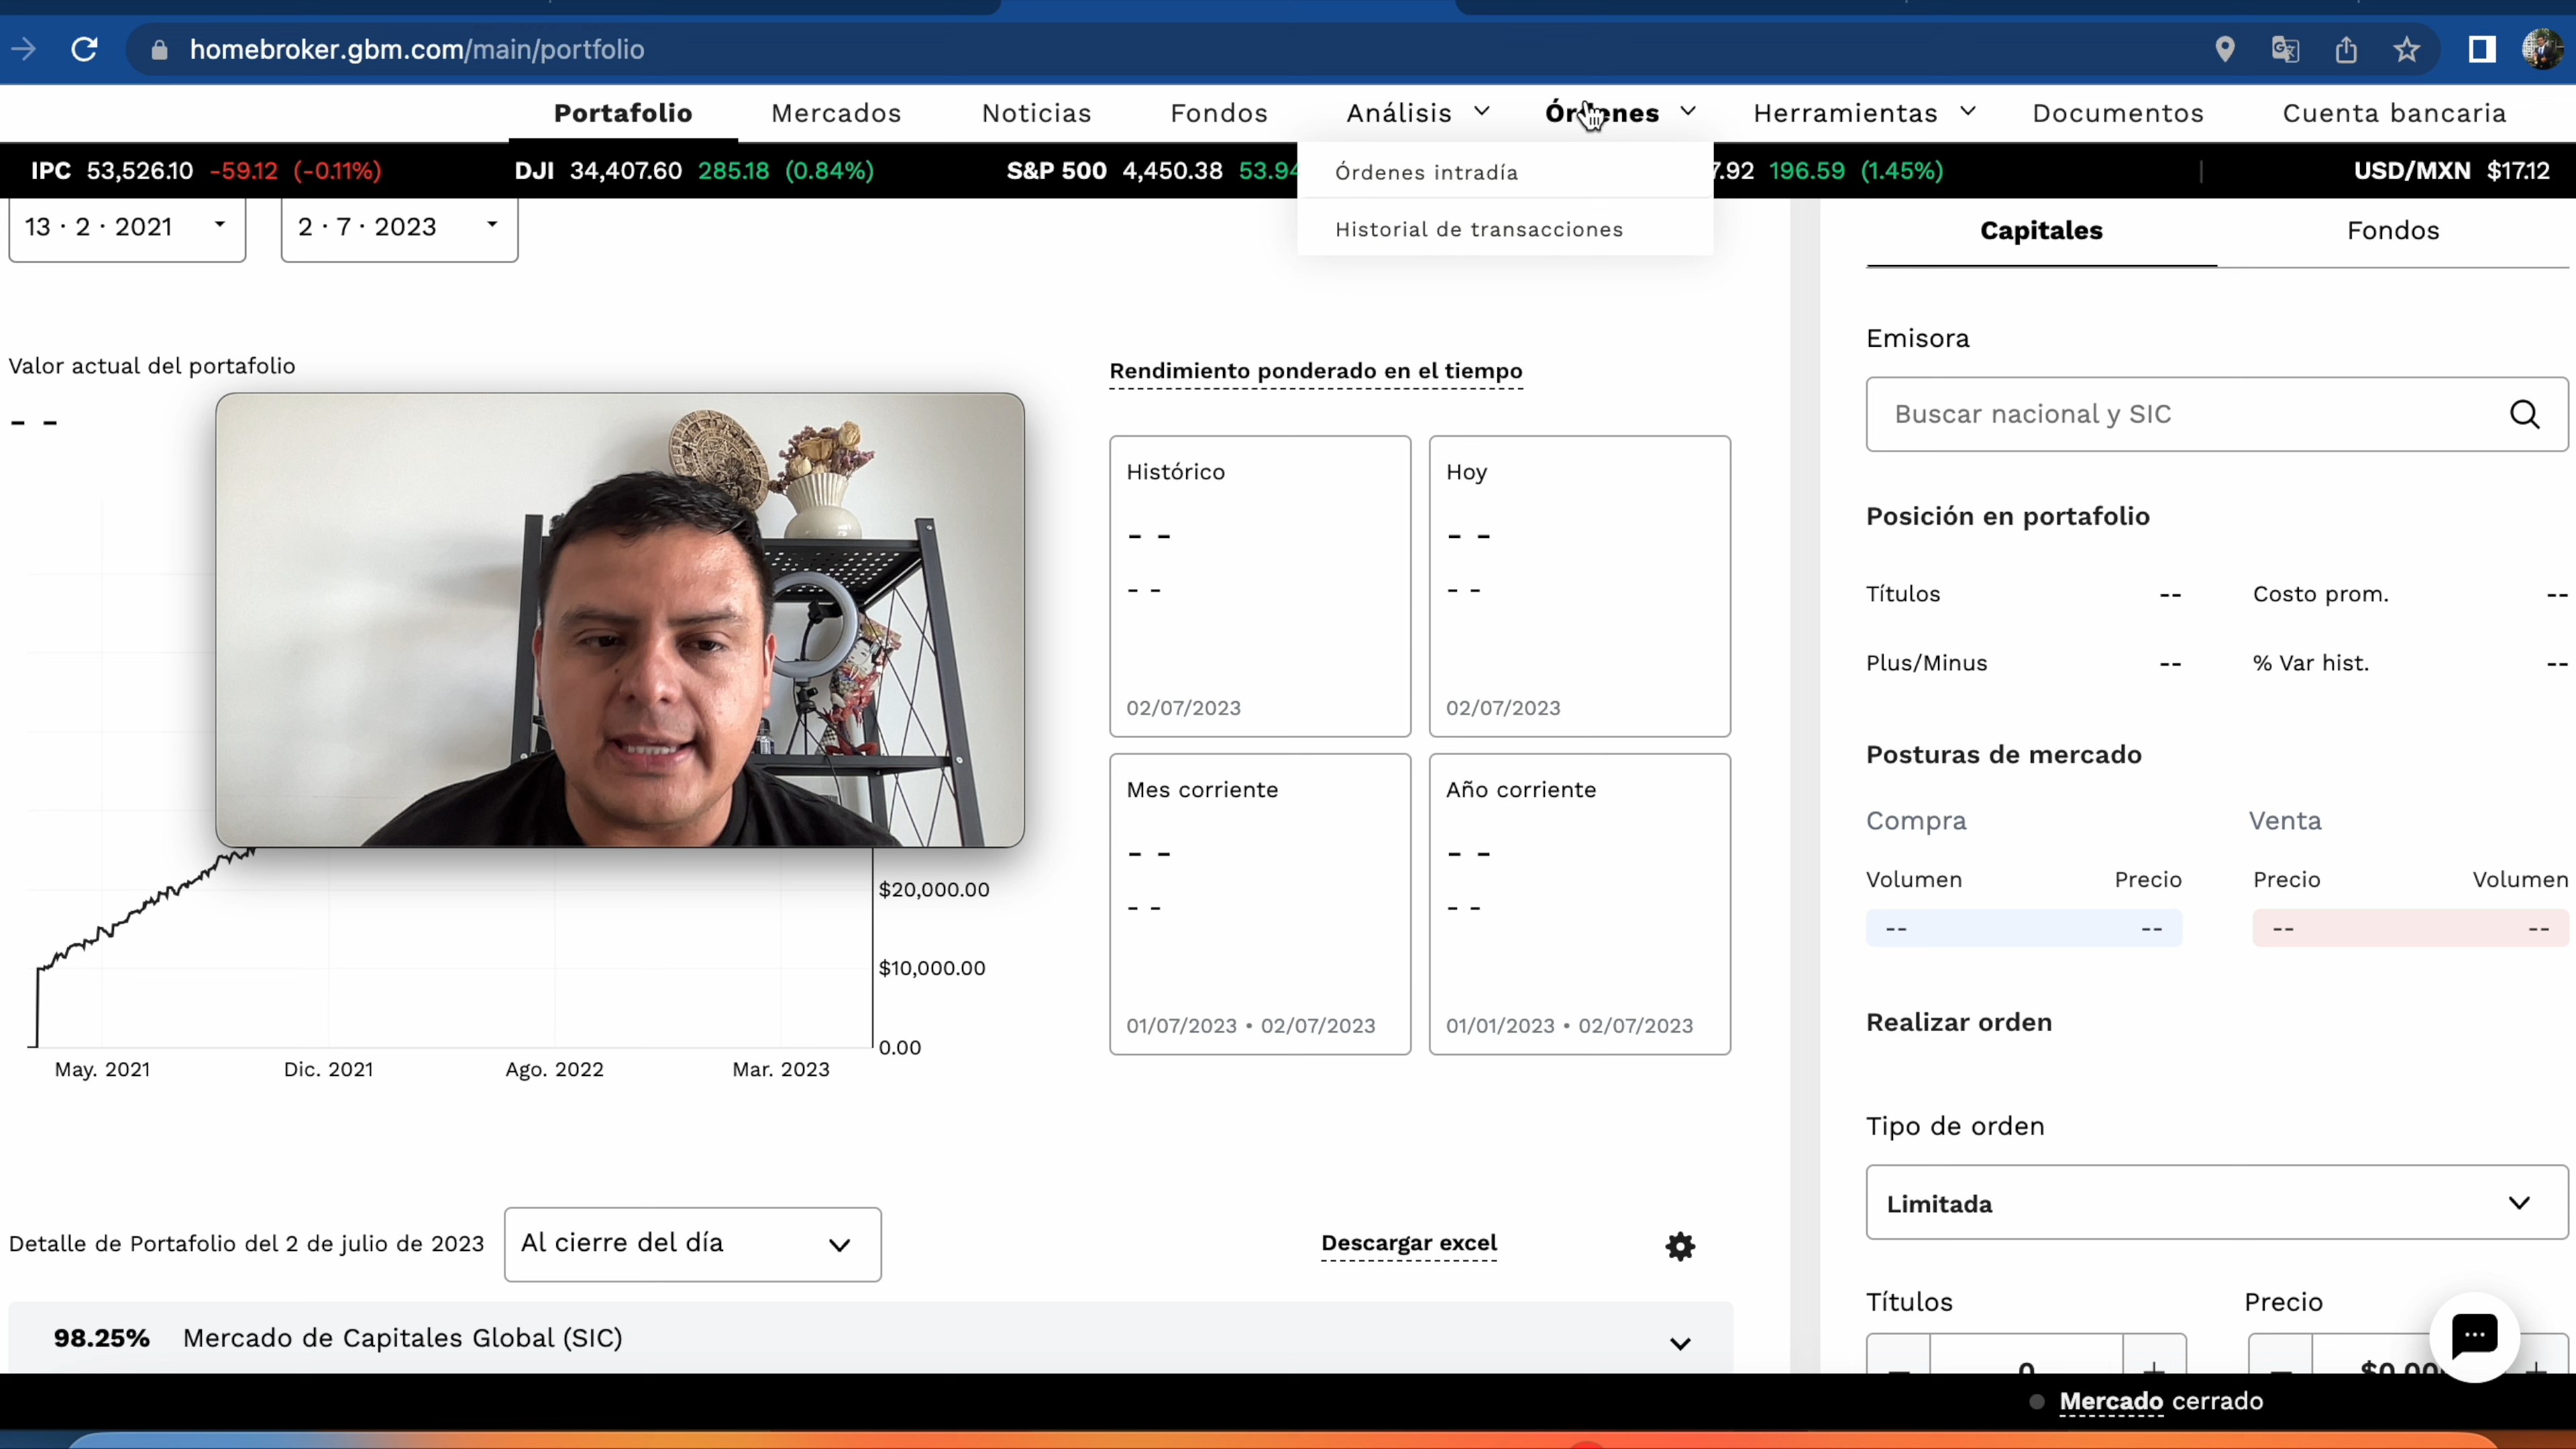 homebroker.gbm.com/main/portfolio
Portafolio Mercados Noticias Fondos Análisis Órdenes Herramientas Documentos Cuenta bancaria
IPC 53,526.10 -59.12 (-0.11%) DJI 34,407.60 285.18 (0.84%) S&P 500 4,450.38 53.94 7.92 196.59 (1.45%) | USD/MXN $17.12
Órdenes intradía
Historial de transacciones
13 · 2 · 2021 2 · 7 · 2023
Valor actual del portafolio
- -
Rendimiento ponderado en el tiempo
Histórico
- -
- -
02/07/2023
Hoy
- -
- -
02/07/2023
Mes corriente
- -
- -
01/07/2023 • 02/07/2023
Año corriente
- -
- -
01/01/2023 • 02/07/2023
$20,000.00
$10,000.00
0.00
May. 2021 Dic. 2021 Ago. 2022 Mar. 2023
Detalle de Portafolio del 2 de julio de 2023 Al cierre del día Descargar excel
98.25% Mercado de Capitales Global (SIC)
Capitales Fondos
Emisora
Buscar nacional y SIC
Posición en portafolio
Títulos -- Costo prom. --
Plus/Minus -- % Var hist. --
Posturas de mercado
Compra Venta
Volumen Precio Precio Volumen
-- -- -- --
Realizar orden
Tipo de orden
Limitada
Títulos Precio
− 0 + − $0.00 +
Mercado cerrado